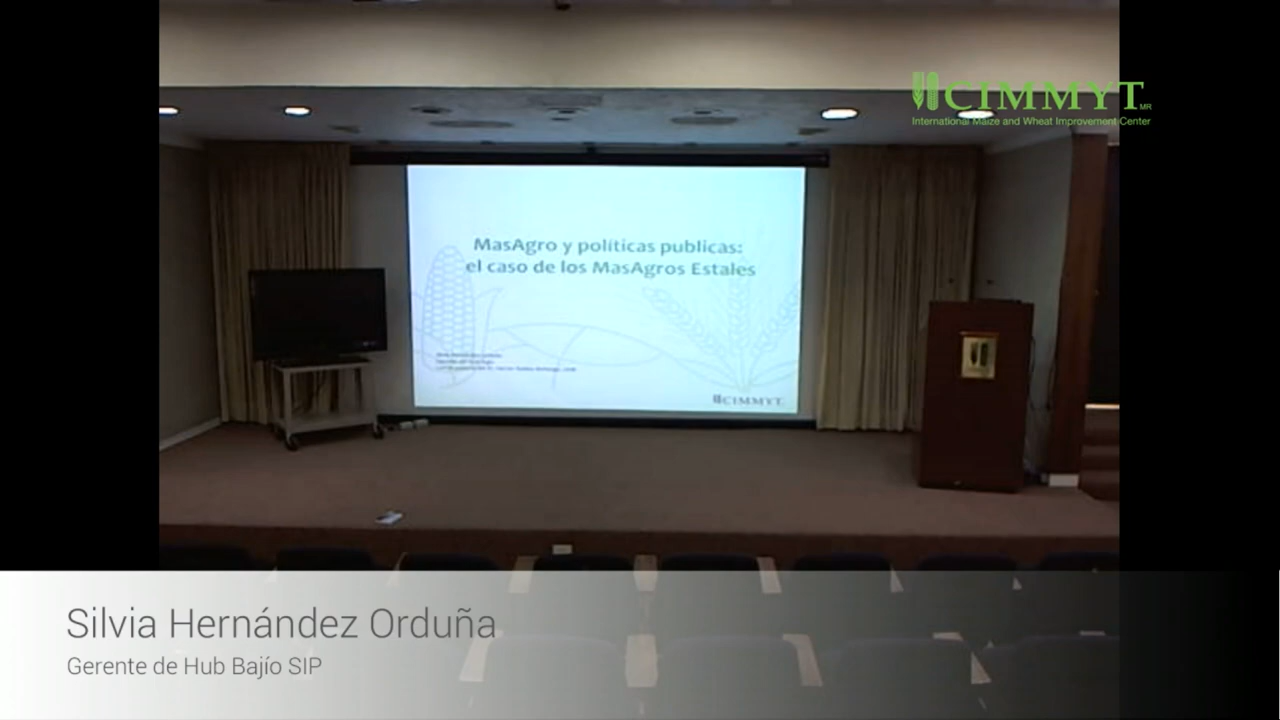 CIMMYT MR
International Maize and Wheat Improvement Center
MasAgro y políticas publicas:
el caso de los MasAgros Estales
CIMMYT
Silvia Hernández Orduña
Gerente de Hub Bajío SIP